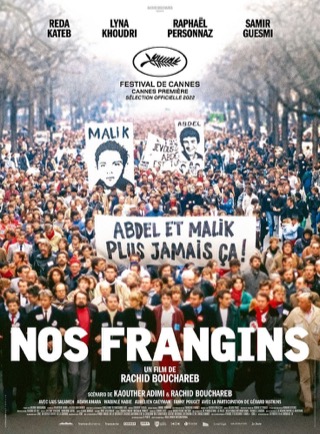 REDA KATEB
LYNA KHOUDRI
RAPHAËL PERSONNAZ
SAMIR GUESMI
FESTIVAL DE CANNES
CANNES PREMIÈRE
SÉLECTION OFFICIELLE 2022
MALIK
ABDEL
ABDEL ET MALIK
PLUS JAMAIS ÇA!
NOS FRANGINS
UN FILM DE
RACHID BOUCHAREB
SCÉNARIO DE KAOUTHER ADIMI & RACHID BOUCHAREB